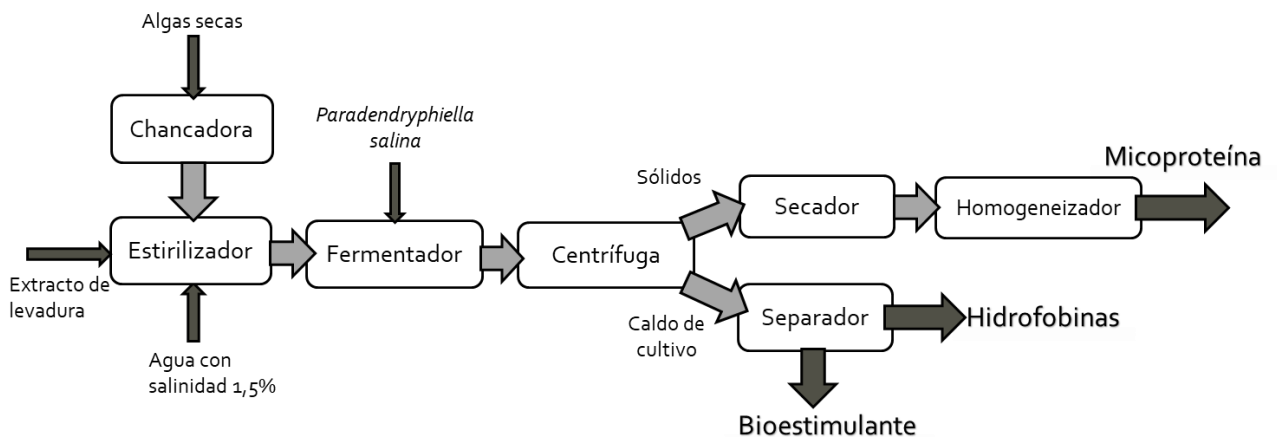 Algas secas
Chancadora
Paradendryphiella
salina
Micoproteína
Sólidos
Secador
Homogeneizador
Estirilizador
Fermentador
Centrífuga
Extracto de
levadura
Caldo de
cultivo
Separador
Hidrofobinas
Agua con
salinidad 1,5%
Bioestimulante